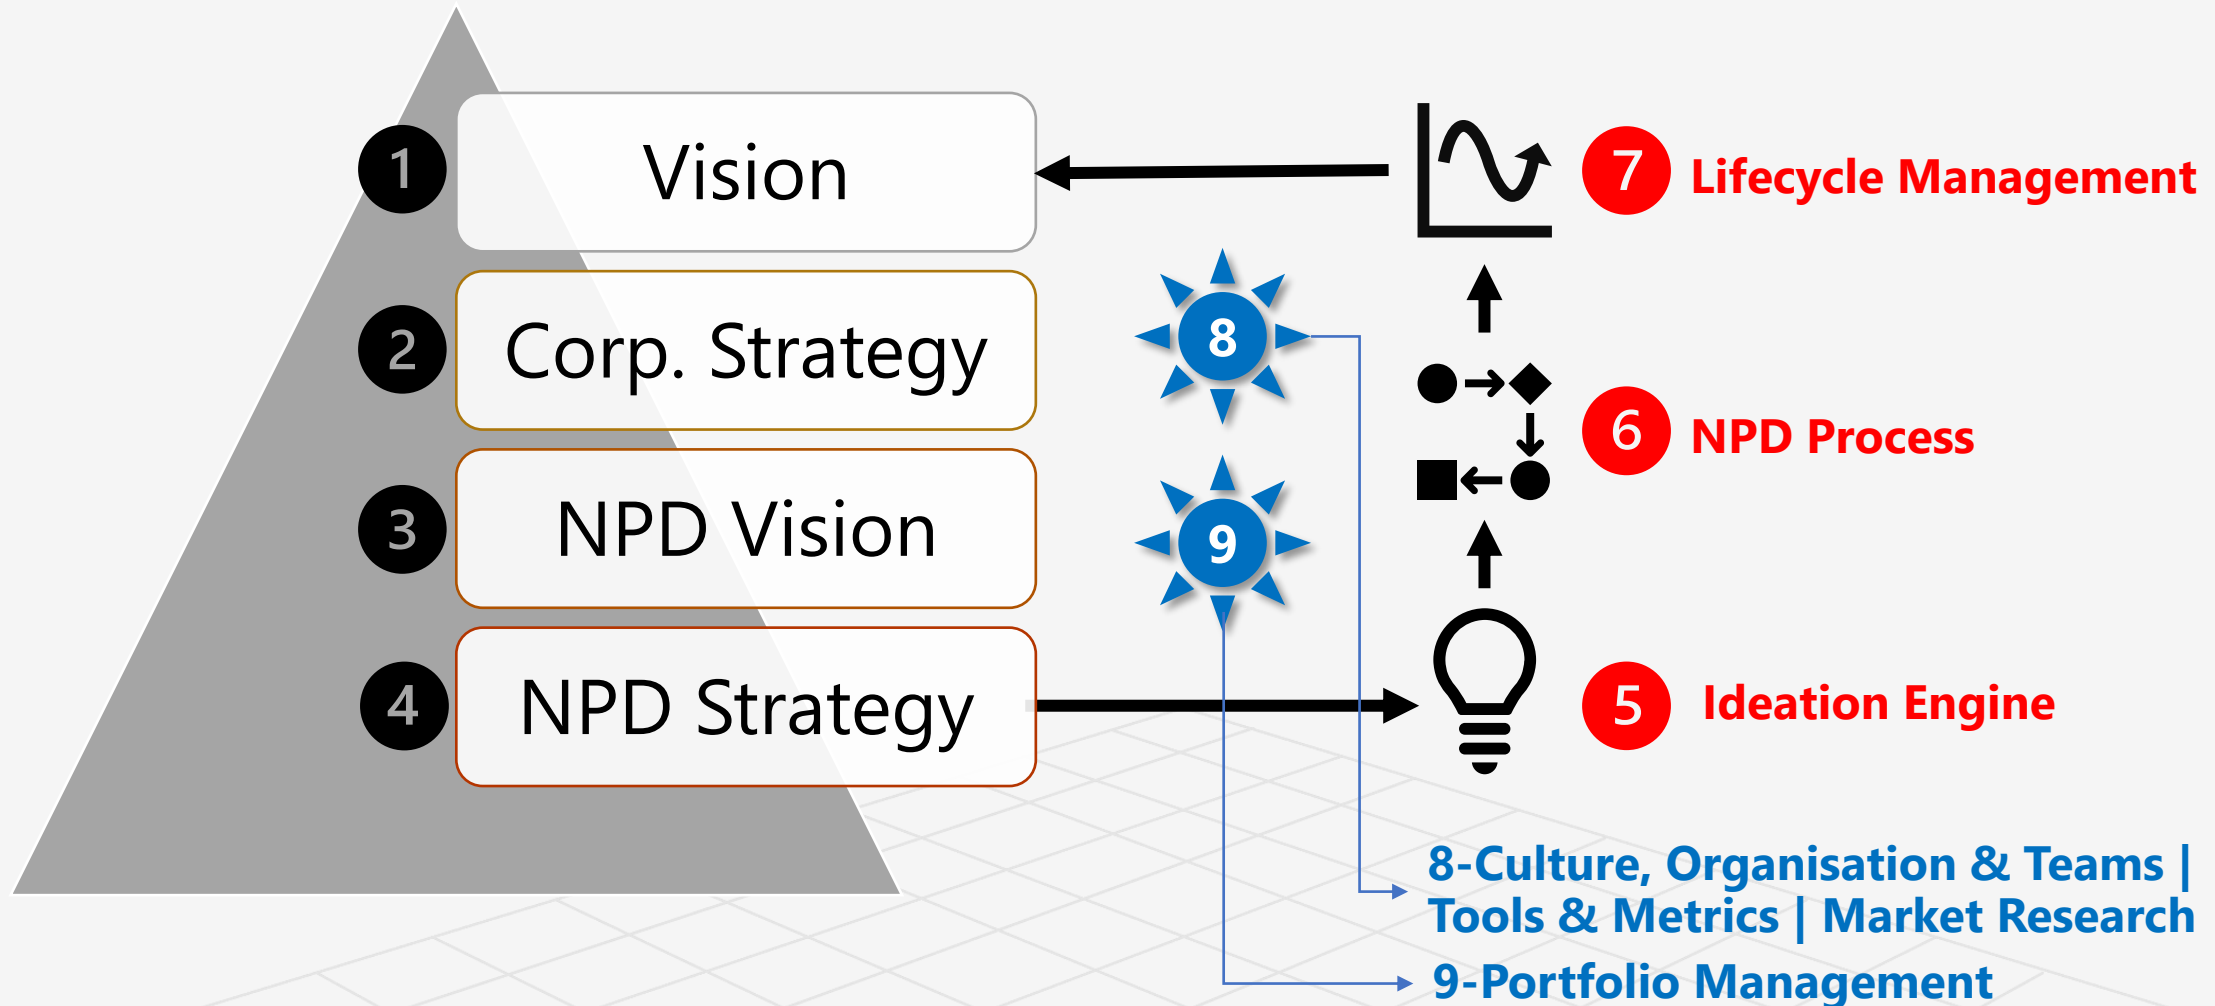 1 Vision
2 Corp. Strategy
3 NPD Vision
4 NPD Strategy
7 Lifecycle Management
8
6 NPD Process
9
5 Ideation Engine
8-Culture, Organisation & Teams |
Tools & Metrics | Market Research
9-Portfolio Management